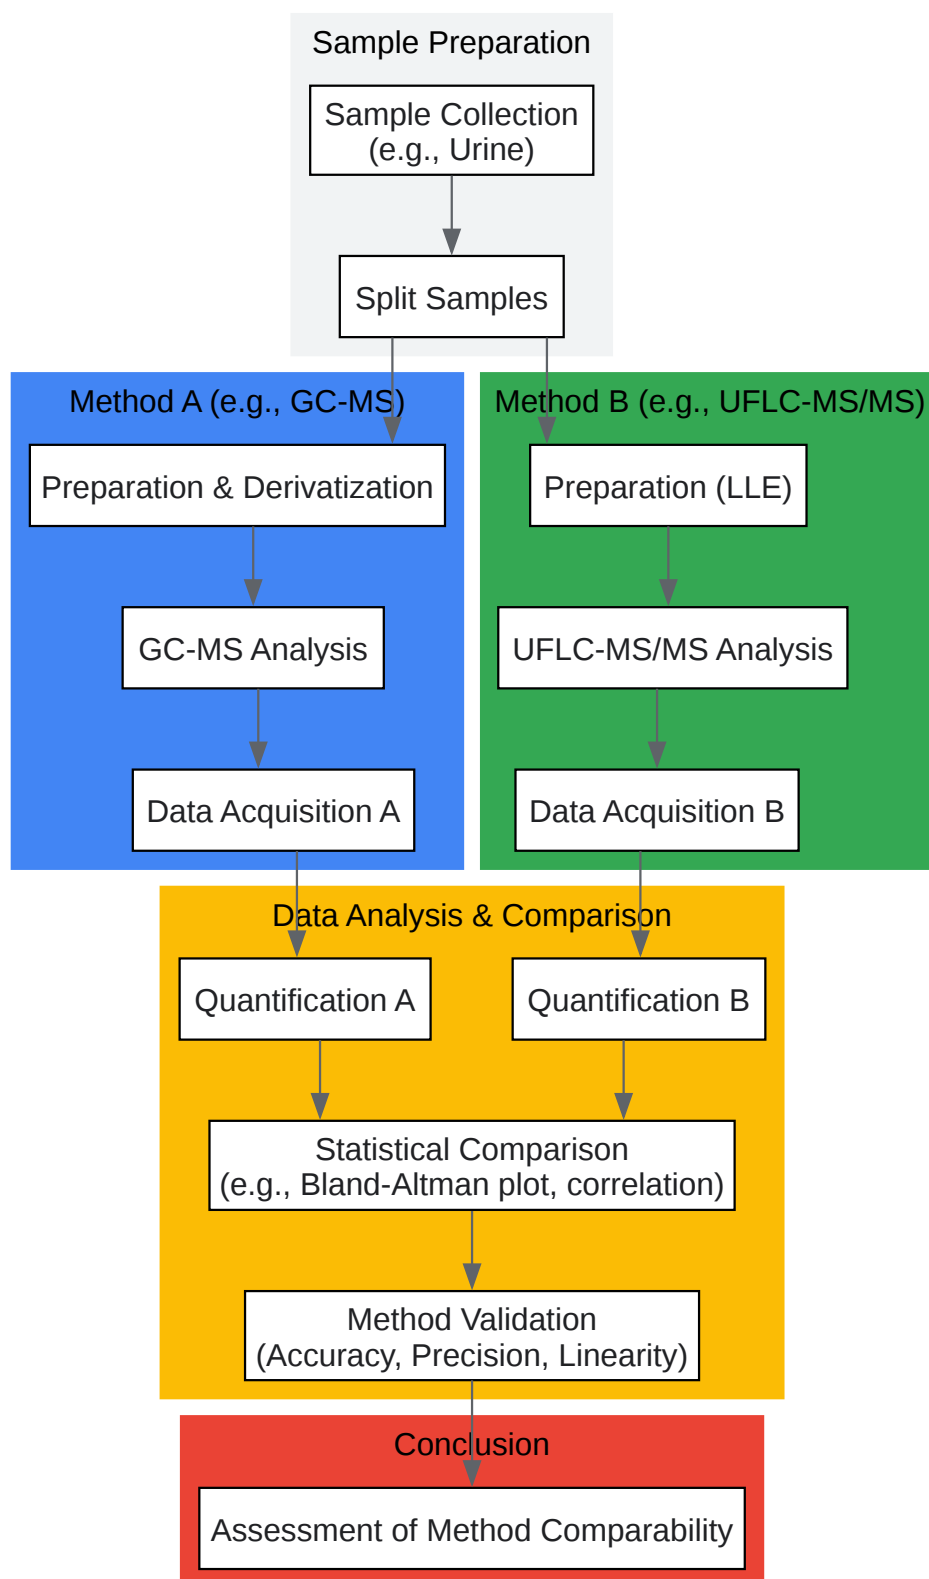 Sample Preparation
Sample Collection
(e.g., Urine)
Split Samples
Method A (e.g., GC-MS)
Preparation & Derivatization
GC-MS Analysis
Data Acquisition A
Method B (e.g., UFLC-MS/MS)
Preparation (LLE)
UFLC-MS/MS Analysis
Data Acquisition B
Data Analysis & Comparison
Quantification A
Quantification B
Statistical Comparison
(e.g., Bland-Altman plot, correlation)
Method Validation
(Accuracy, Precision, Linearity)
Conclusion
Assessment of Method Comparability